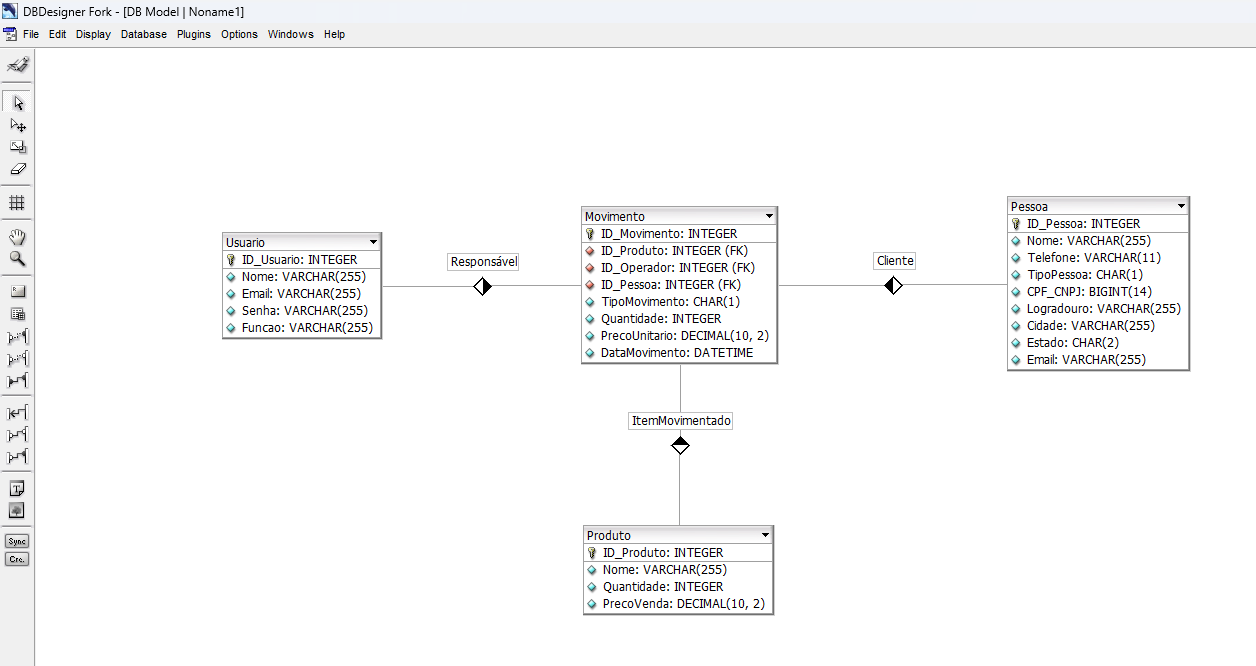 DBDesigner Fork - [DB Model | Noname1]
File Edit Display Database Plugins Options Windows Help
Usuario
ID_Usuario: INTEGER
Nome: VARCHAR(255)
Email: VARCHAR(255)
Senha: VARCHAR(255)
Funcao: VARCHAR(255)
Responsável
Movimento
ID_Movimento: INTEGER
ID_Produto: INTEGER (FK)
ID_Operador: INTEGER (FK)
ID_Pessoa: INTEGER (FK)
TipoMovimento: CHAR(1)
Quantidade: INTEGER
PrecoUnitario: DECIMAL(10, 2)
DataMovimento: DATETIME
Cliente
Pessoa
ID_Pessoa: INTEGER
Nome: VARCHAR(255)
Telefone: VARCHAR(11)
TipoPessoa: CHAR(1)
CPF_CNPJ: BIGINT(14)
Logradouro: VARCHAR(255)
Cidade: VARCHAR(255)
Estado: CHAR(2)
Email: VARCHAR(255)
ItemMovimentado
Produto
ID_Produto: INTEGER
Nome: VARCHAR(255)
Quantidade: INTEGER
PrecoVenda: DECIMAL(10, 2)
Sync
Cre.